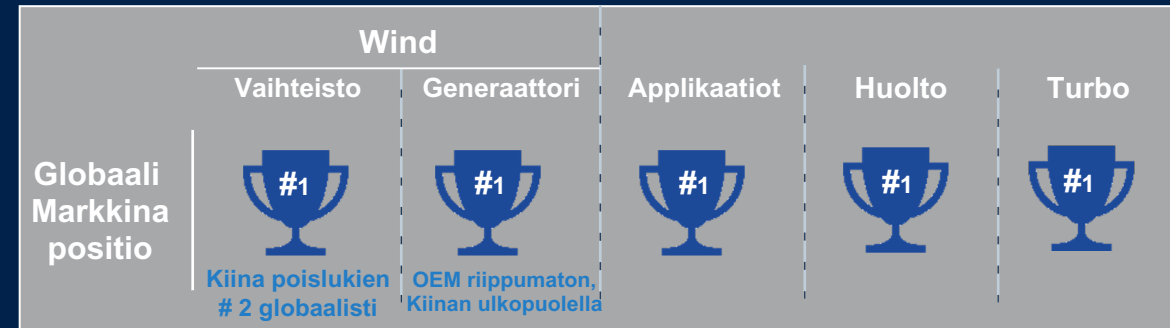 Wind
Vaihteisto Generaattori Applikaatiot Huolto Turbo
Globaali
Markkina
positio
#1 #1 #1 #1 #1
Kiina poislukien
# 2 globaalisti
OEM riippumaton,
Kiinan ulkopuolella